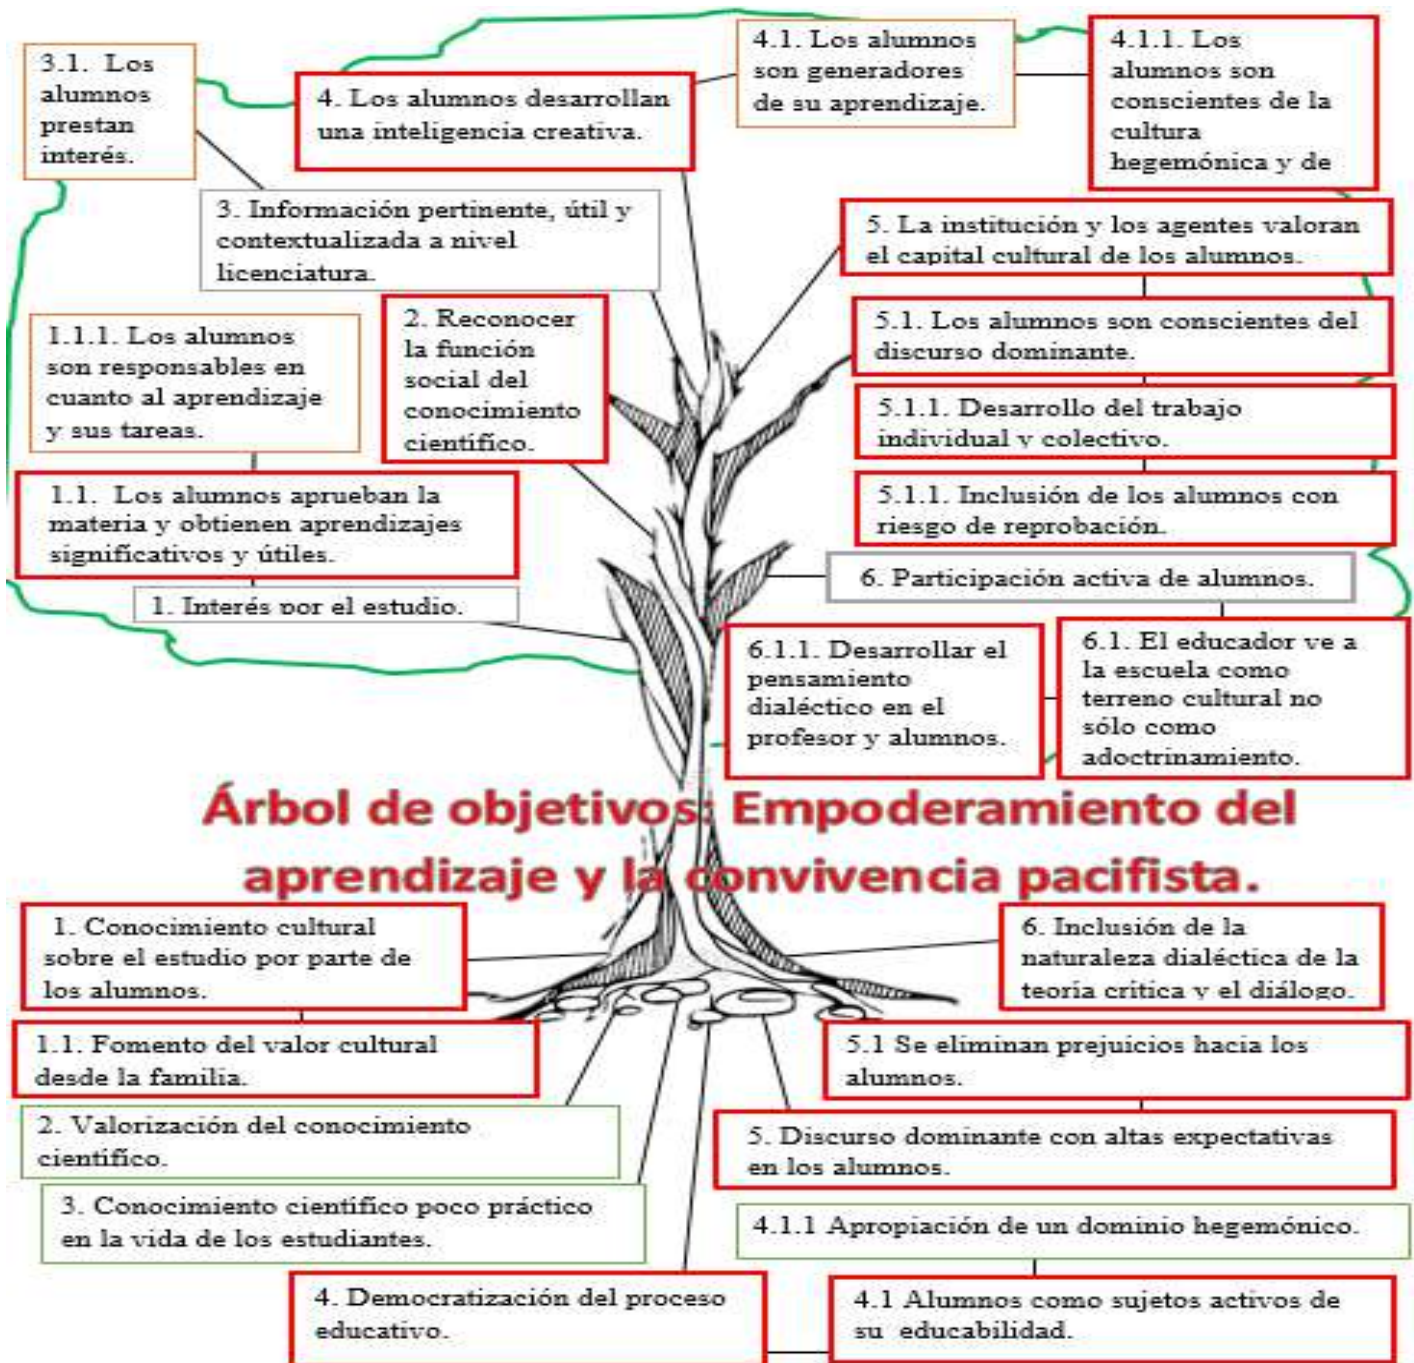 3.1. Los
alumnos
prestan
interés.
4. Los alumnos desarrollan
una inteligencia creativa.
4.1. Los alumnos
son generadores
de su aprendizaje.
4.1.1. Los
alumnos son
conscientes de la
cultura
hegemónica y de
3. Información pertinente, útil y
contextualizada a nivel
licenciatura.
5. La institución y los agentes valoran
el capital cultural de los alumnos.
1.1.1. Los alumnos
son responsables en
cuanto al aprendizaje
y sus tareas.
2. Reconocer
la función
social del
conocimiento
científico.
5.1. Los alumnos son conscientes del
discurso dominante.
5.1.1. Desarrollo del trabajo
individual y colectivo.
1.1. Los alumnos aprueban la
materia y obtienen aprendizajes
significativos y útiles.
5.1.1. Inclusión de los alumnos con
riesgo de reprobación.
1. Interés por el estudio.
6. Participación activa de alumnos.
6.1.1. Desarrollar el
pensamiento
dialéctico en el
profesor y alumnos.
6.1. El educador ve a
la escuela como
terreno cultural no
sólo como
adoctrinamiento.
Árbol de objetivos: Empoderamiento del
aprendizaje y la convivencia pacifista.
1. Conocimiento cultural
sobre el estudio por parte de
los alumnos.
6. Inclusión de la
naturaleza dialéctica de la
teoría crítica y el diálogo.
1.1. Fomento del valor cultural
desde la familia.
5.1 Se eliminan prejuicios hacia los
alumnos.
2. Valorización del conocimiento
científico.
5. Discurso dominante con altas expectativas
en los alumnos.
3. Conocimiento científico poco práctico
en la vida de los estudiantes.
4.1.1 Apropiación de un dominio hegemónico.
4. Democratización del proceso
educativo.
4.1 Alumnos como sujetos activos de
su educabilidad.